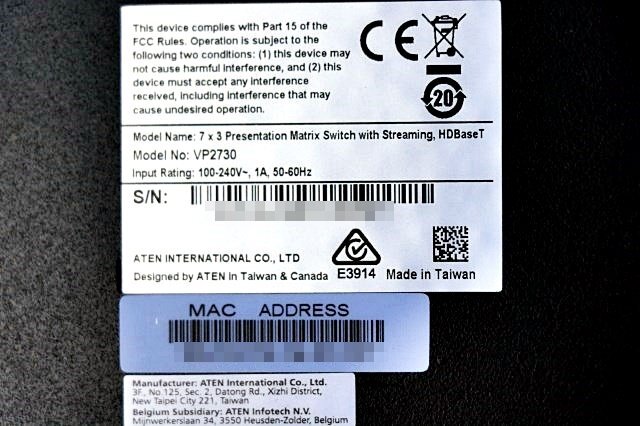 This device complies with Part 15 of the
FCC Rules. Operation is subject to the
following two conditions: (1) this device may
not cause harmful interference, and (2) this
device must accept any interference
received, including interference that may
cause undesired operation.
CE
20
Model Name: 7 x 3 Presentation Matrix Switch with Streaming, HDBaseT
Model No: VP2730
Input Rating: 100-240V~, 1A, 50-60Hz
S/N:
ATEN INTERNATIONAL CO., LTD
Designed by ATEN in Taiwan & Canada
E3914
Made in Taiwan
MAC ADDRESS
Manufacturer: ATEN International Co., Ltd.
3F, No.125, Sec. 2, Datong Rd., Xizhi District,
New Taipei City 221, Taiwan
Belgium Subsidiary: ATEN Infotech N.V.
Mijnwerkerslaan 34, 3550 Heusden-Zolder, Belgium